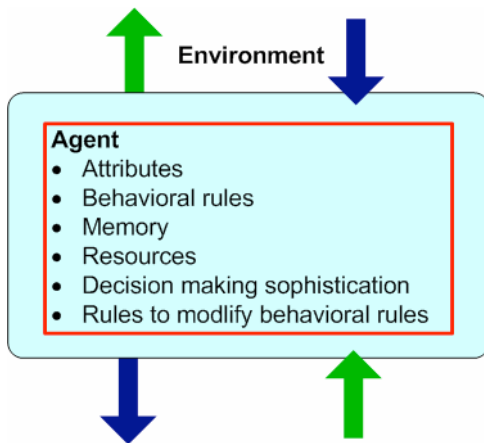 Environment
Agent
• Attributes
• Behavioral rules
• Memory
• Resources
• Decision making sophistication
• Rules to modlify behavioral rules